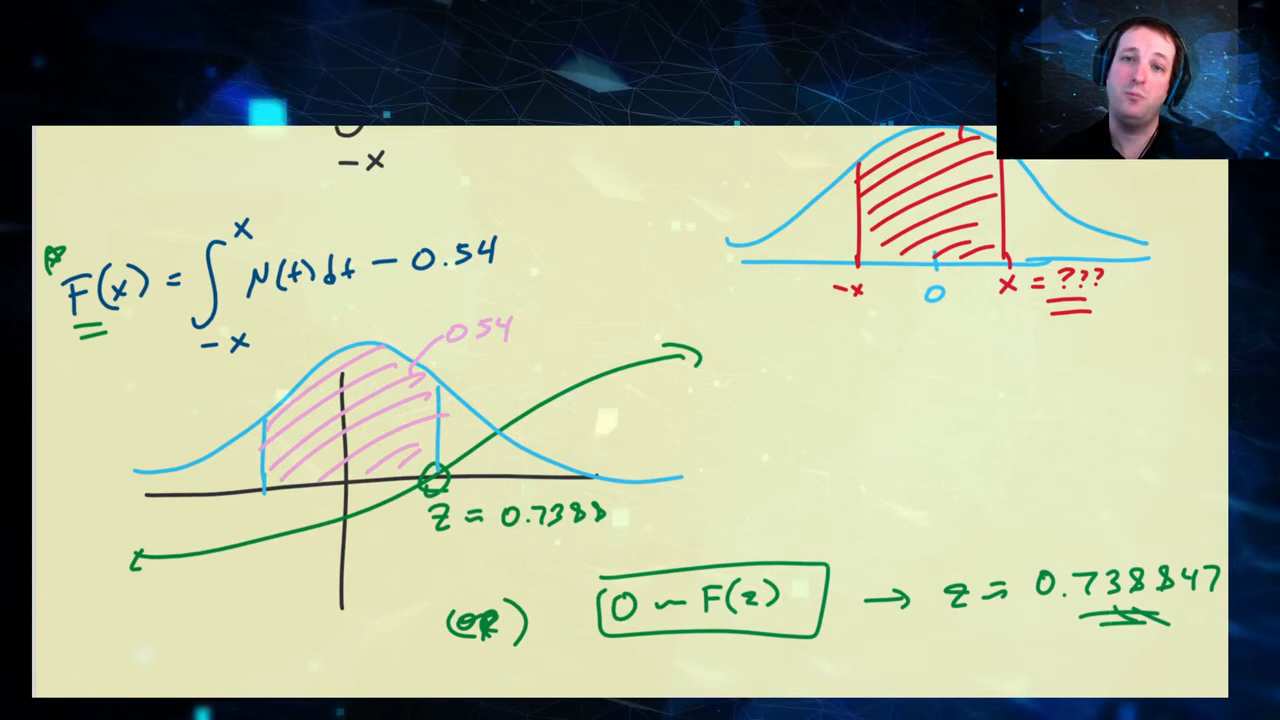 -x
F(x) = ∫_{-x}^{x} N(t)dt - 0.54
0.54
-x 0 x = ???
z ≈ 0.7388
(OR) 0 ~ F(z) → z ≈ 0.738847